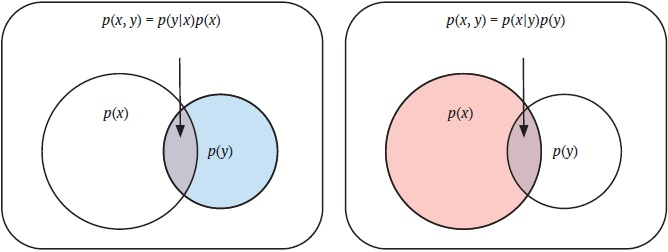 p(x, y) = p(y|x)p(x)
p(x)
p(y)
p(x, y) = p(x|y)p(y)
p(x)
p(y)